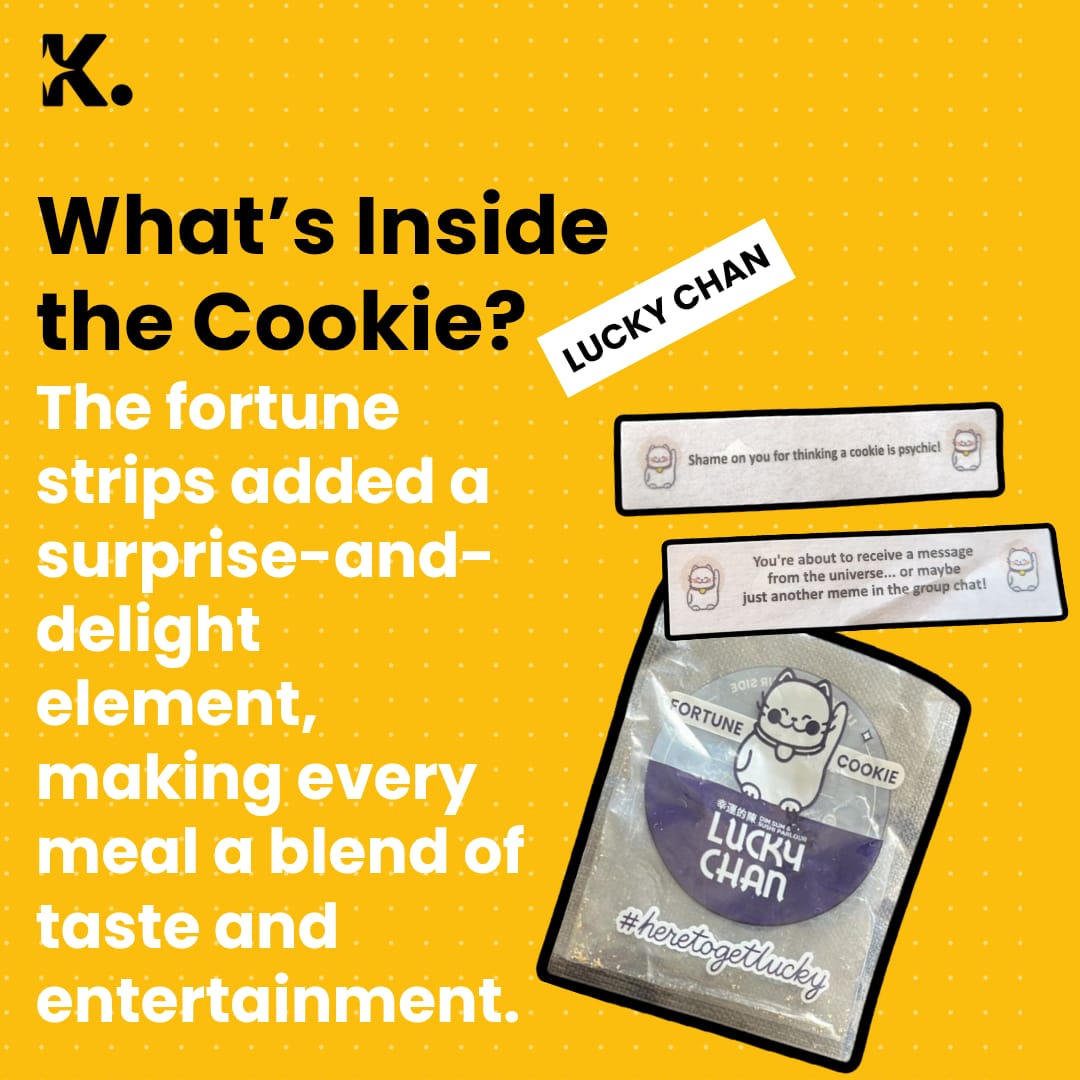 K.
What’s Inside
the Cookie?
LUCKY CHAN
The fortune
strips added a
surprise-and-
delight
element,
making every
meal a blend of
taste and
entertainment.
Shame on you for thinking a cookie is psychic!
You're about to receive a message
from the universe... or maybe
just another meme in the group chat!
FORTUNE
COOKIE
幸運的陳 DIM SUM &
SUSHI PARLOUR
LUCKY
CHAN
#heretogetlucky